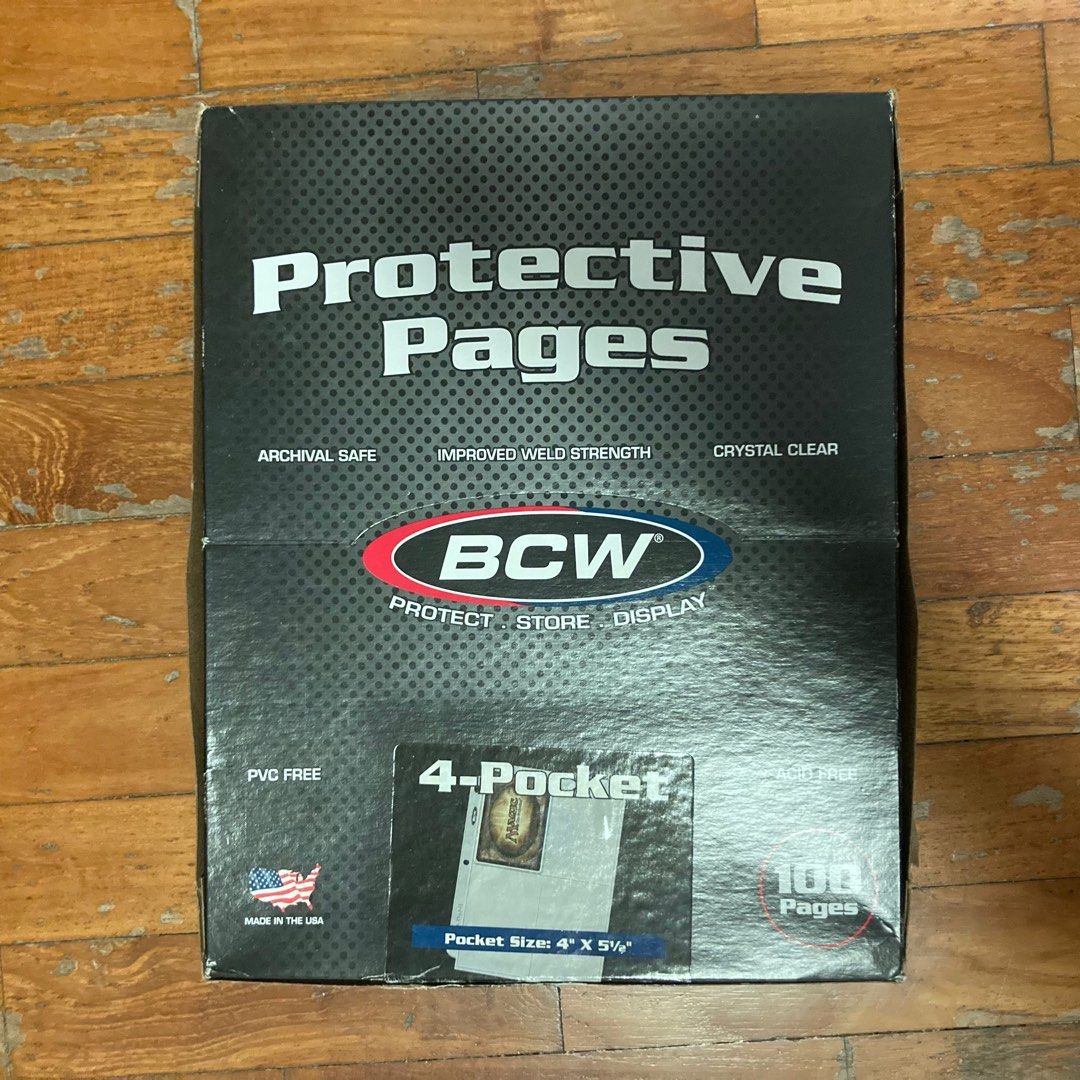 Protective
Pages
ARCHIVAL SAFE
IMPROVED WELD STRENGTH
CRYSTAL CLEAR
BCW®
PROTECT . STORE . DISPLAY
PVC FREE
4-Pocket
ACID FREE
MAGIC
MADE IN THE USA
100
Pages
Pocket Size: 4" X 5½"